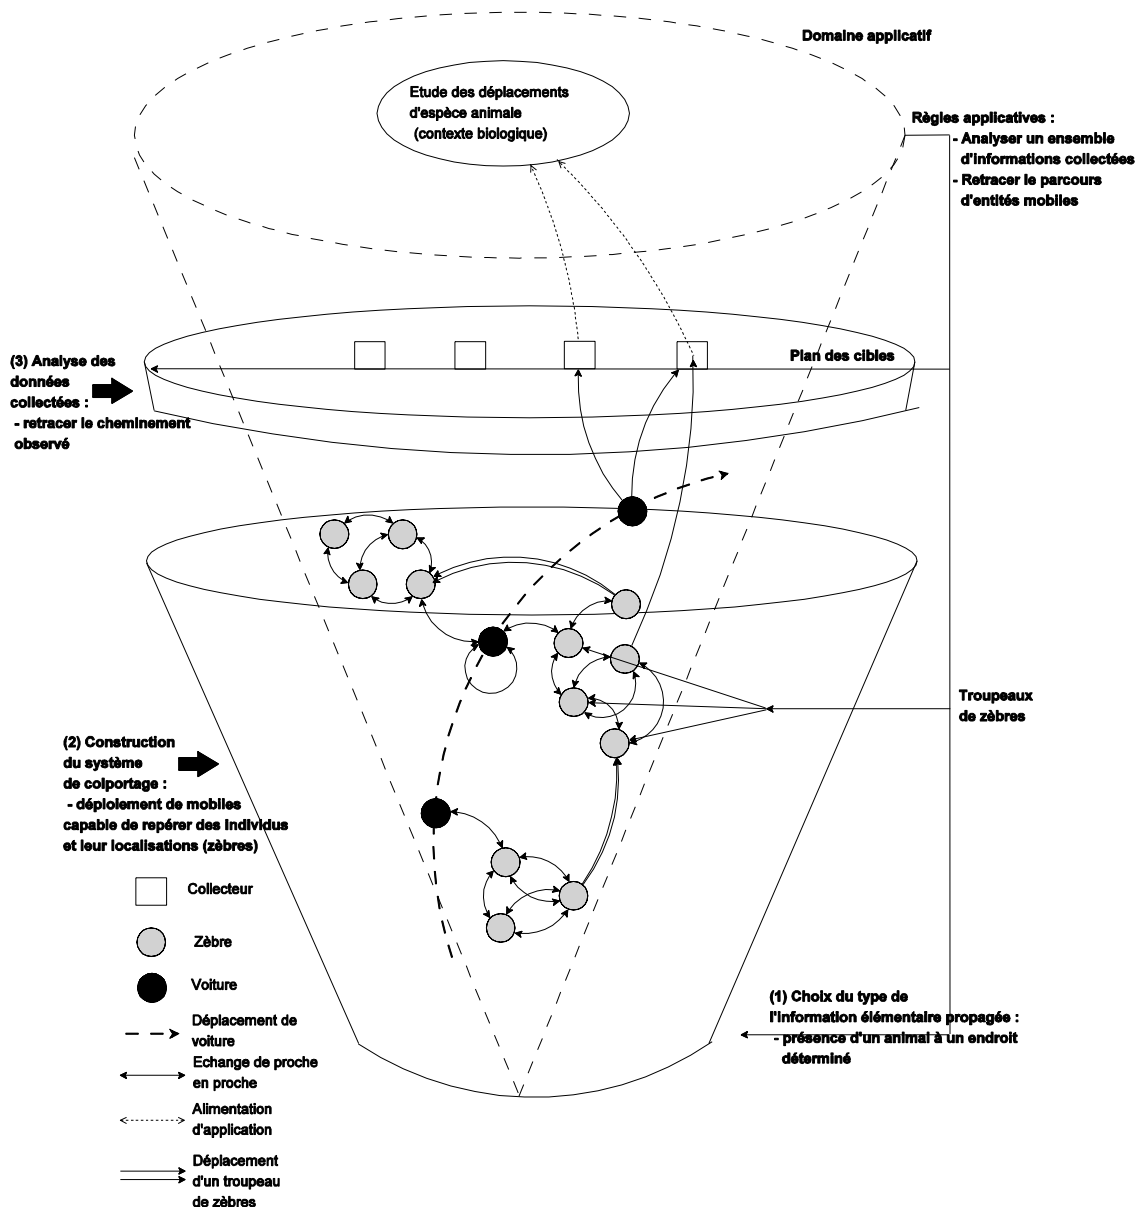 Domaine applicatif
Etude des déplacements
d'espèce animale
(contexte biologique)
Règles applicatives :
- Analyser un ensemble
d'informations collectées
- Retracer le parcours
d'entités mobiles
(3) Analyse des
données
collectées :
- retracer le cheminement
observé
Plan des cibles
Troupeaux
de zèbres
(2) Construction
du système
de colportage :
- déploiement de mobiles
capable de repérer des individus
et leur localisations (zèbres)
Collecteur
Zèbre
Voiture
Déplacement de
voiture
Echange de proche
en proche
Alimentation
d'application
Déplacement
d'un troupeau
de zèbres
(1) Choix du type de
l'information élémentaire propagée :
- présence d'un animal à un endroit
déterminé